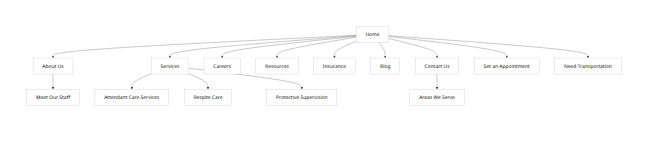 Home
About Us
Services
Careers
Resources
Insurance
Blog
Contact Us
Set an Appointment
Need Transportation
Meet Our Staff
Attendant Care Services
Respite Care
Protective Supervision
Areas We Serve